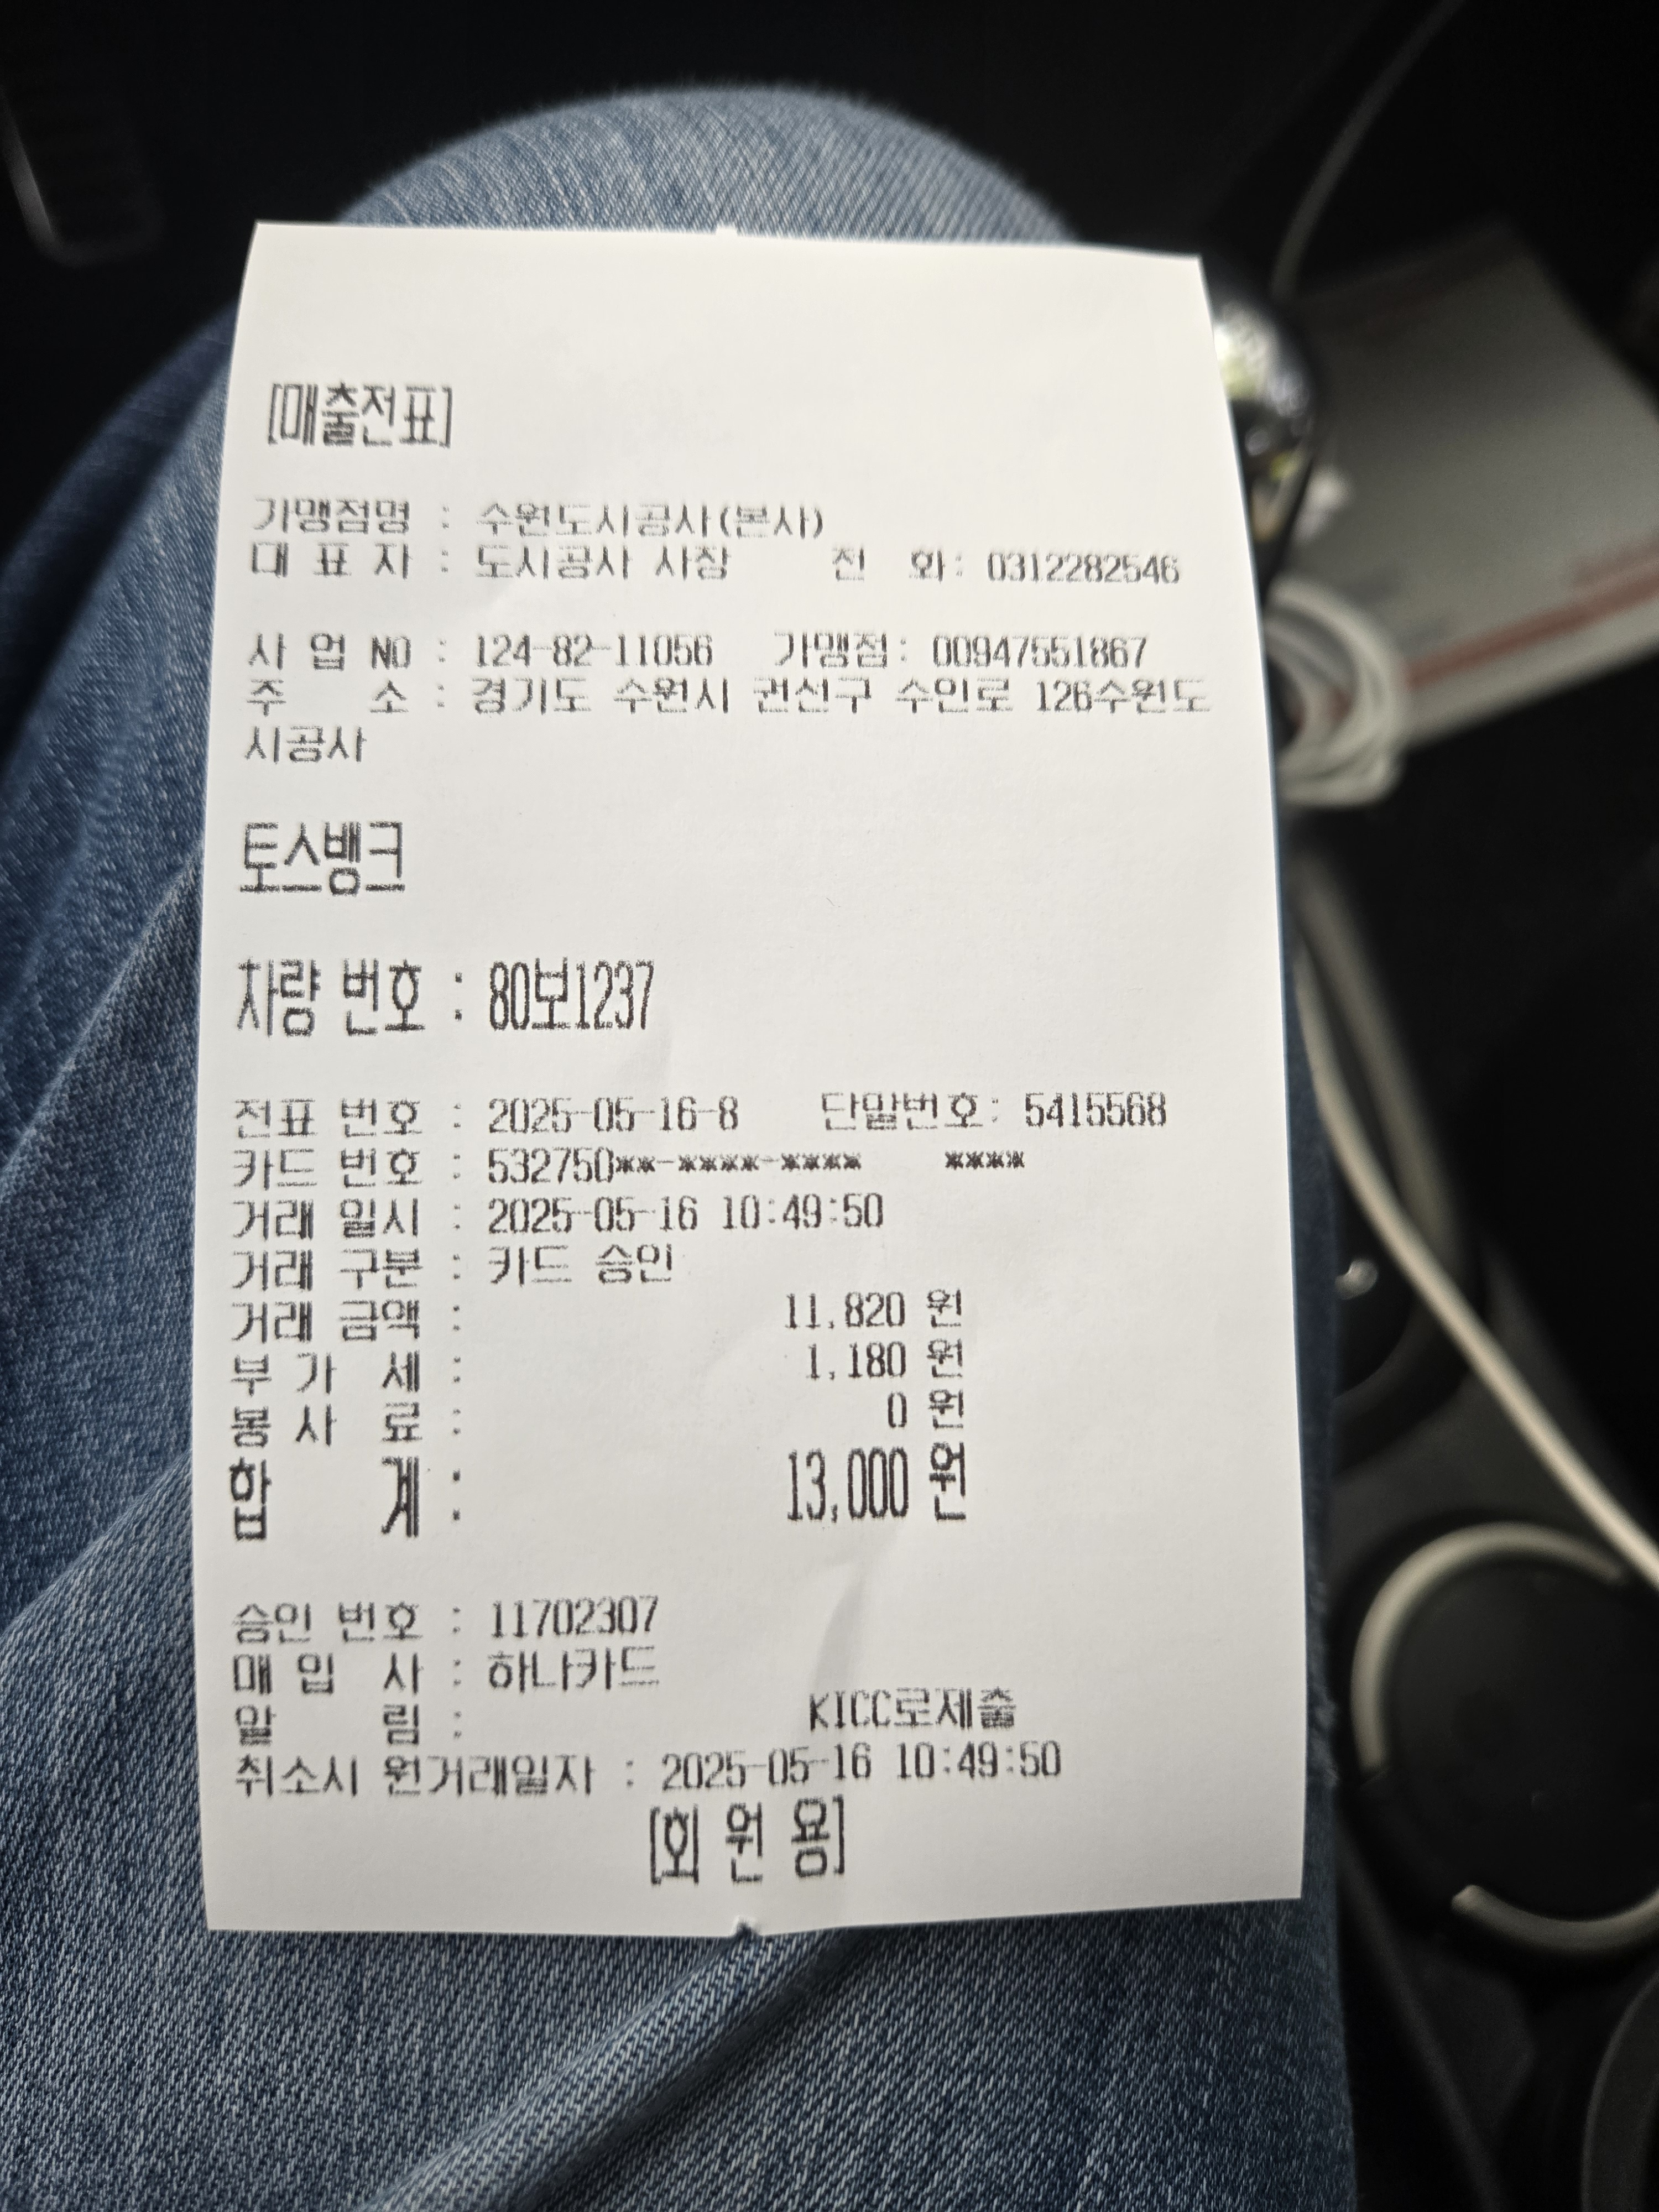 [매출전표]
가맹점명 : 수원도시공사(본사)
대 표 자 : 도시공사 사장 전 화: 0312282546
사 업 NO : 124-82-11056 가맹점: 00947551867
주 소 : 경기도 수원시 권선구 수인로 126수원도
시공사
토스뱅크
차량 번호 : 80보1237
전표 번호 : 2025-05-16-8 단말번호: 5415568
카드 번호 : 532750**-****-**** ****
거래 일시 : 2025-05-16 10:49:50
거래 구분 : 카드 승인
거래 금액 : 11,820 원
부 가 세 : 1,180 원
봉 사 료 : 0 원
합 계 : 13,000 원
승인 번호 : 11702307
매 입 사 : 하나카드
알 림 : KICC로제출
취소시 원거래일자 : 2025-05-16 10:49:50
[회 원 용]